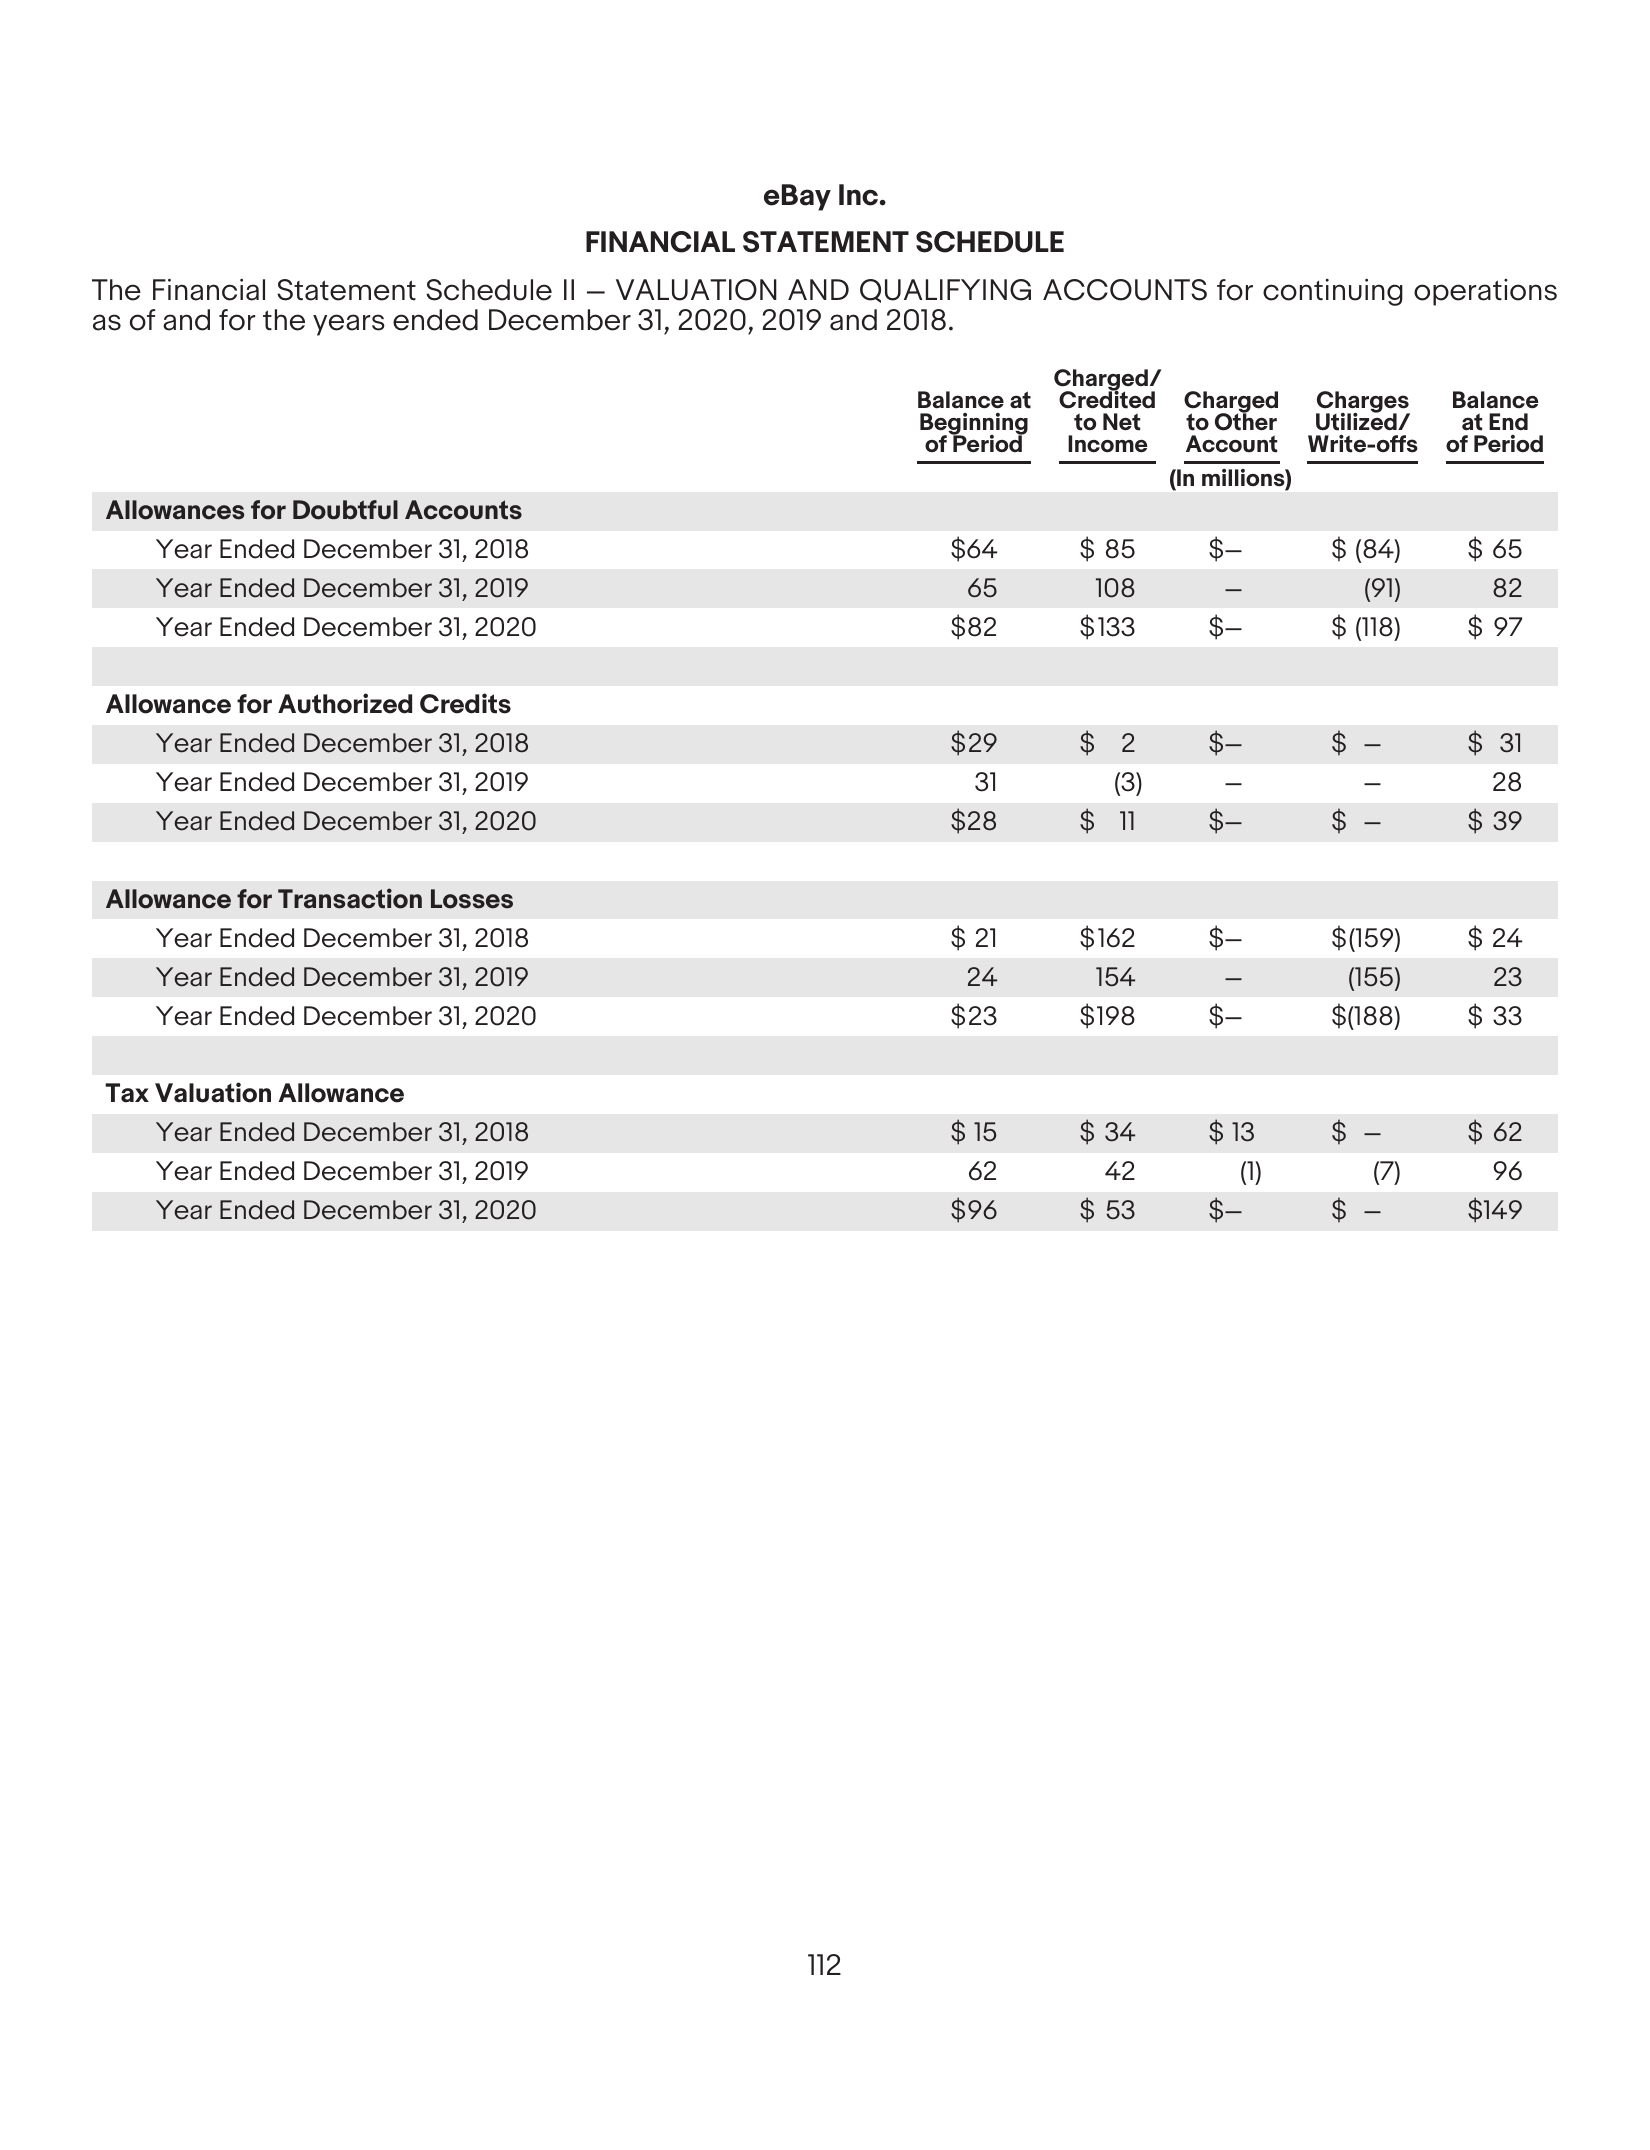 eBay Inc.
FINANCIAL STATEMENT SCHEDULE
The Financial Statement Schedule II – VALUATION AND QUALIFYING ACCOUNTS for continuing operations
as of and for the years ended December 31, 2020, 2019 and 2018.
Balance at Beginning of Period Charged/ Credited to Net Income Charged to Other Account Charges Utilized/ Write-offs Balance at End of Period
(In millions)
Allowances for Doubtful Accounts
Year Ended December 31, 2018 $64 $ 85 $– $ (84) $ 65
Year Ended December 31, 2019 65 108 – (91) 82
Year Ended December 31, 2020 $82 $133 $– $ (118) $ 97
Allowance for Authorized Credits
Year Ended December 31, 2018 $29 $ 2 $– $ – $ 31
Year Ended December 31, 2019 31 (3) – – 28
Year Ended December 31, 2020 $28 $ 11 $– $ – $ 39
Allowance for Transaction Losses
Year Ended December 31, 2018 $ 21 $162 $– $(159) $ 24
Year Ended December 31, 2019 24 154 – (155) 23
Year Ended December 31, 2020 $23 $198 $– $(188) $ 33
Tax Valuation Allowance
Year Ended December 31, 2018 $ 15 $ 34 $ 13 $ – $ 62
Year Ended December 31, 2019 62 42 (1) (7) 96
Year Ended December 31, 2020 $96 $ 53 $– $ – $149
112